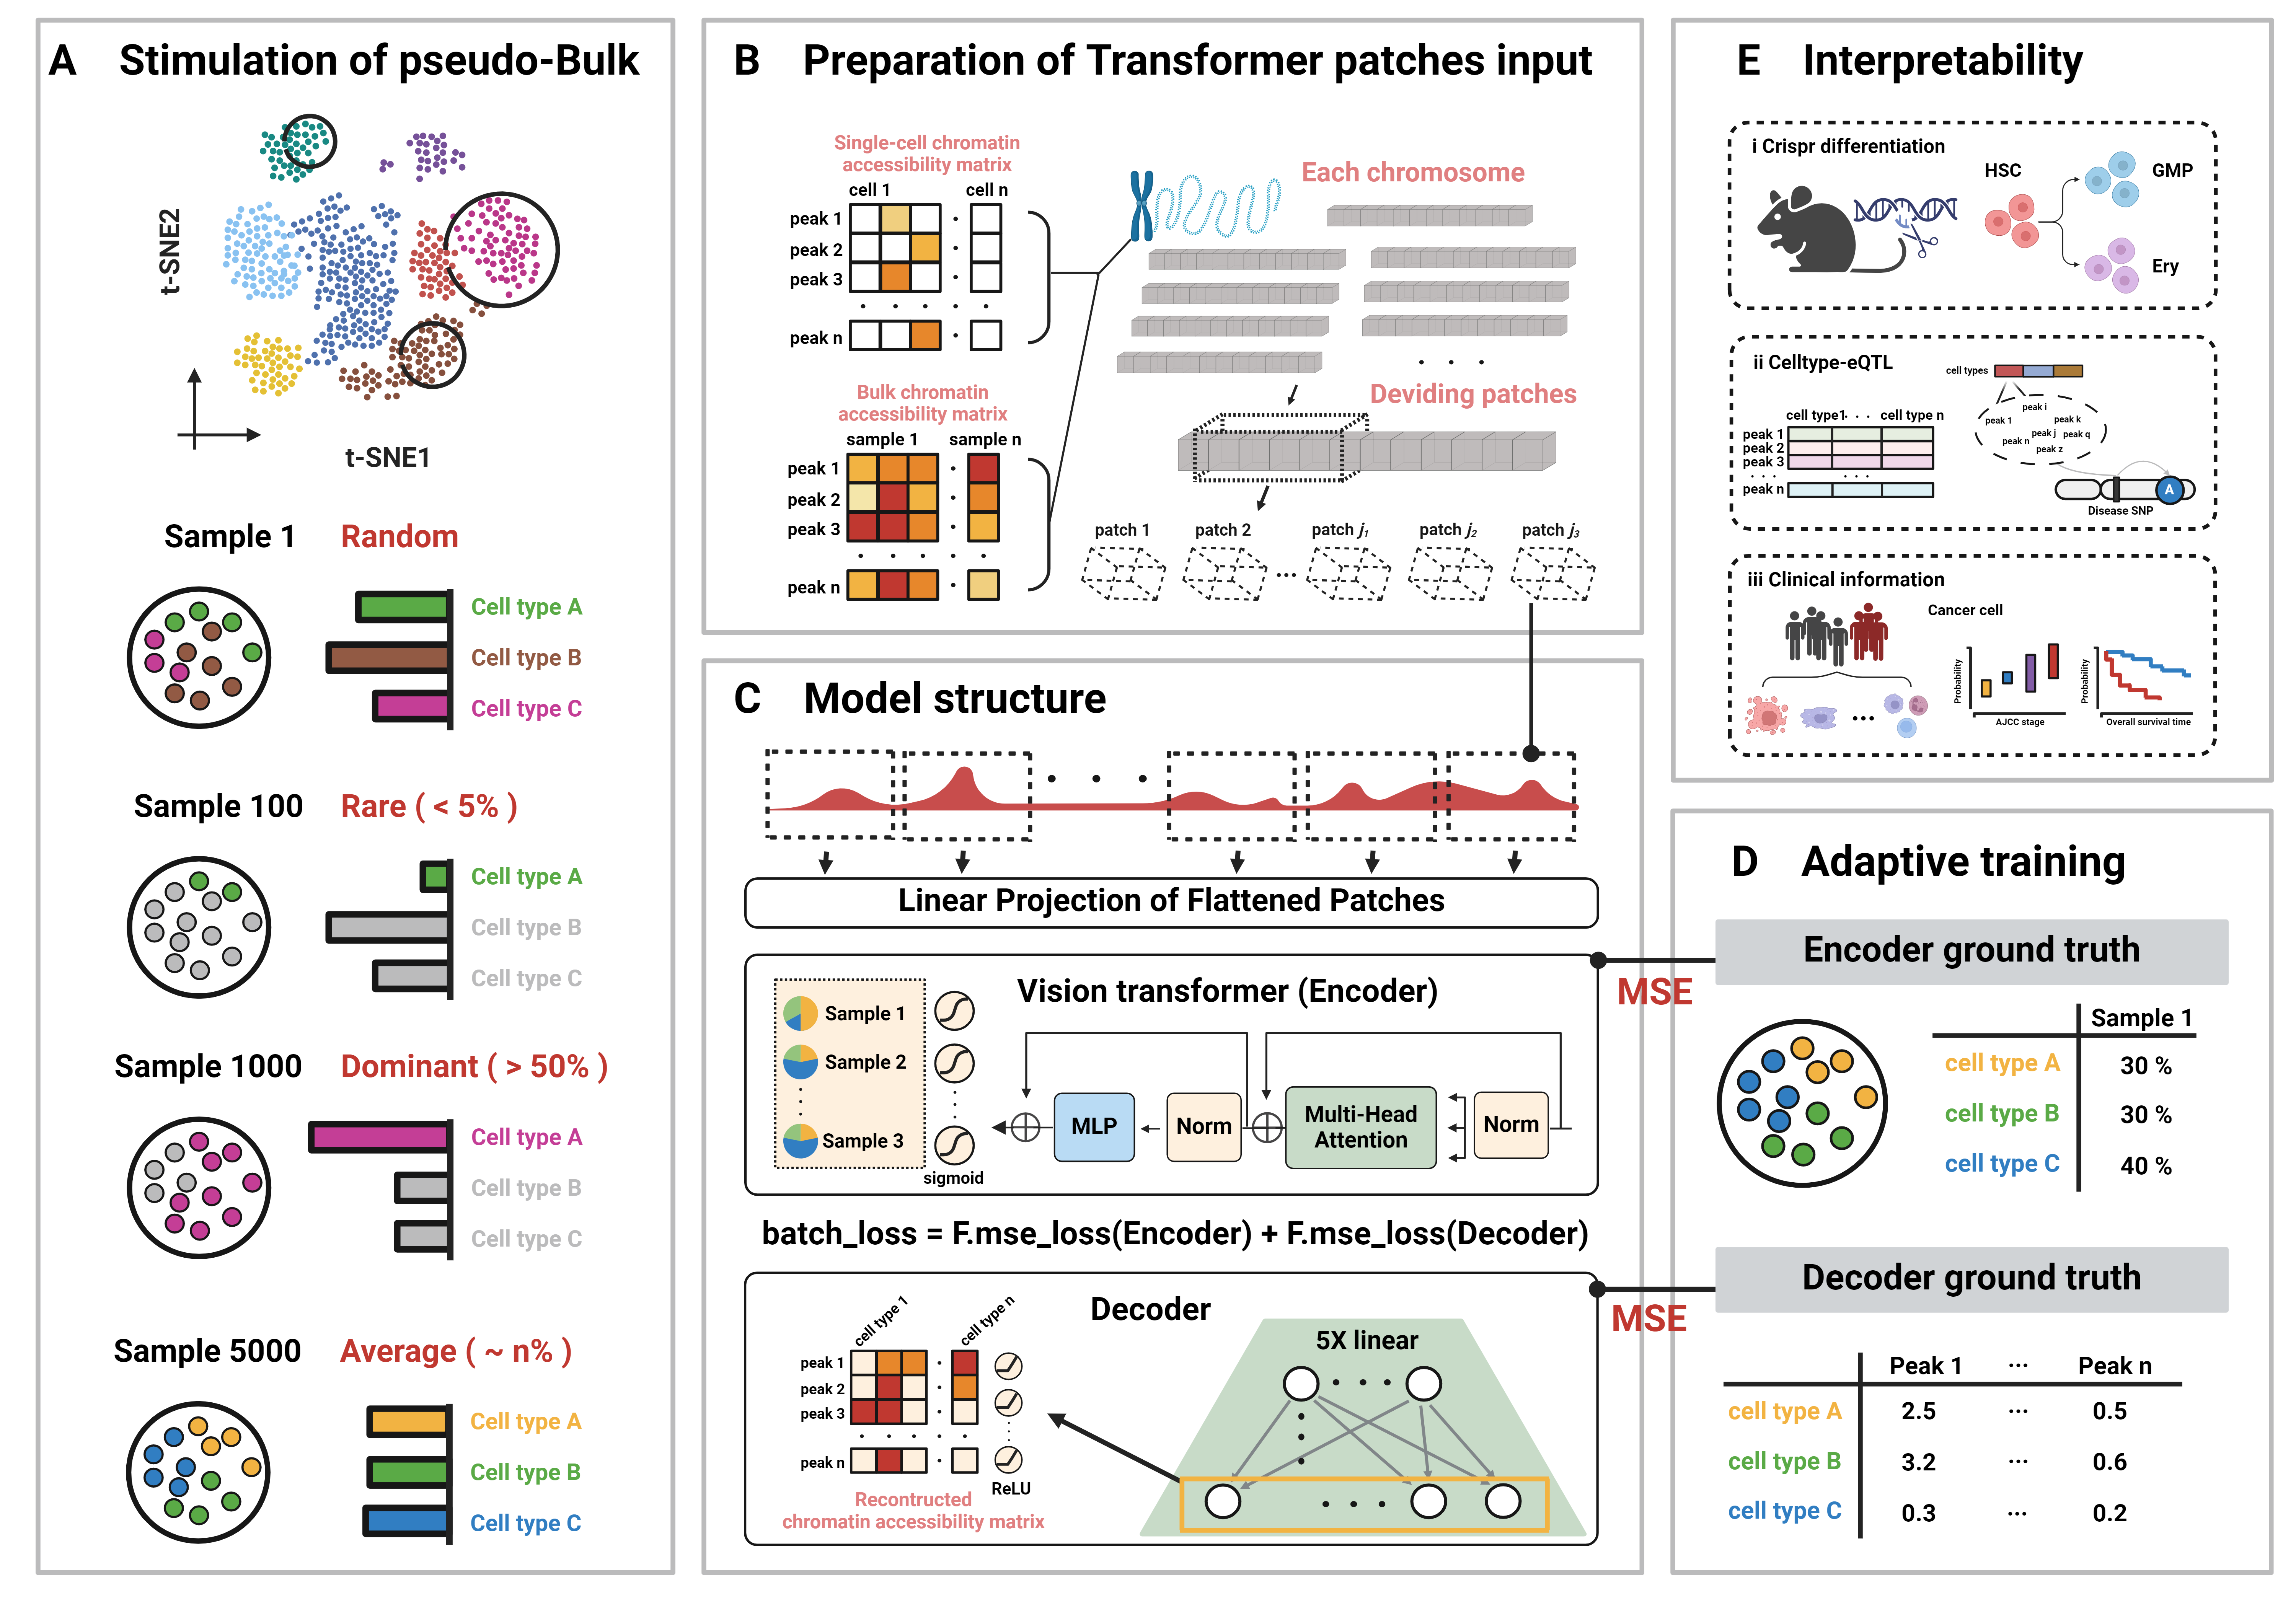 A Stimulation of pseudo-Bulk
t-SNE2
t-SNE1
Sample 1 Random
Cell type A
Cell type B
Cell type C
Sample 100 Rare ( < 5% )
Cell type A
Cell type B
Cell type C
Sample 1000 Dominant ( > 50% )
Cell type A
Cell type B
Cell type C
Sample 5000 Average ( ~ n% )
Cell type A
Cell type B
Cell type C
B Preparation of Transformer patches input
Single-cell chromatin
accessibility matrix
cell 1 cell n
peak 1
peak 2
peak 3
peak n
Bulk chromatin
accessibility matrix
sample 1 sample n
peak 1
peak 2
peak 3
peak n
Each chromosome
Deviding patches
patch 1 patch 2 ... patch j1 patch j2 patch j3
C Model structure
Linear Projection of Flattened Patches
Vision transformer (Encoder)
Sample 1
Sample 2
Sample 3
sigmoid
MLP
Norm
Multi-Head
Attention
Norm
MSE
batch_loss = F.mse_loss(Encoder) + F.mse_loss(Decoder)
Decoder
cell type 1 cell type n
peak 1
peak 2
peak 3
peak n
ReLU
Recontructed
chromatin accessibility matrix
5X linear
MSE
E Interpretability
i Crispr differentiation
HSC
GMP
Ery
ii Celltype-eQTL
cell types
cell type1 · · · cell type n
peak 1
peak 2
peak 3
peak n
peak i
peak 1
peak k
peak j
peak q
peak n
peak z
A
Disease SNP
iii Clinical information
Cancer cell
Probability
AJCC stage
Probability
Overall survival time
D Adaptive training
Encoder ground truth
Sample 1
cell type A 30 %
cell type B 30 %
cell type C 40 %
Decoder ground truth
Peak 1 ... Peak n
cell type A 2.5 ... 0.5
cell type B 3.2 ... 0.6
cell type C 0.3 ... 0.2